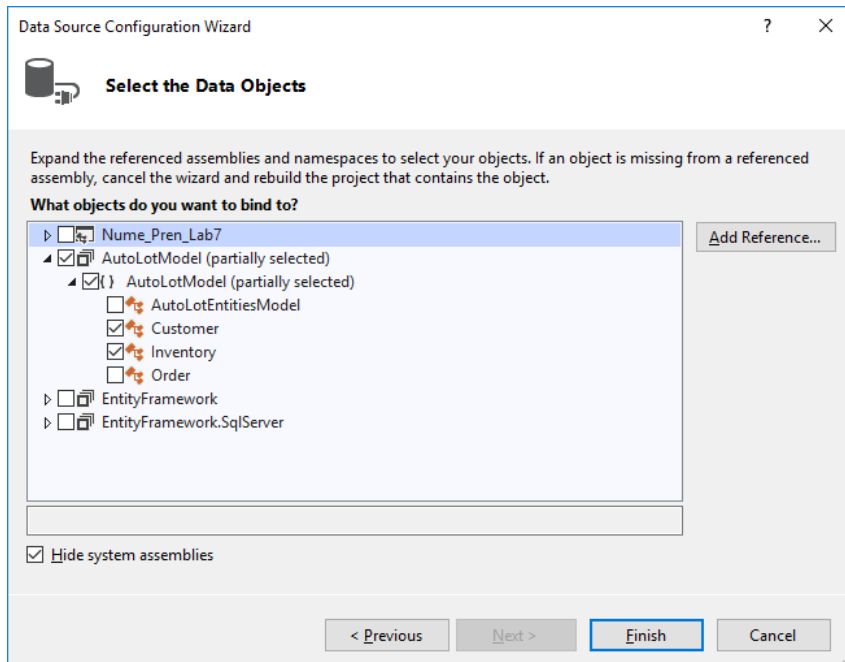 Data Source Configuration Wizard
?
Select the Data Objects
Expand the referenced assemblies and namespaces to select your objects. If an object is missing from a referenced
assembly, cancel the wizard and rebuild the project that contains the object.
What objects do you want to bind to?
Nume_Pren_Lab7
Add Reference...
AutoLotModel (partially selected)
{ } AutoLotModel (partially selected)
AutoLotEntitiesModel
Customer
Inventory
Order
EntityFramework
EntityFramework.SqlServer
Hide system assemblies
< Previous
Next >
Finish
Cancel